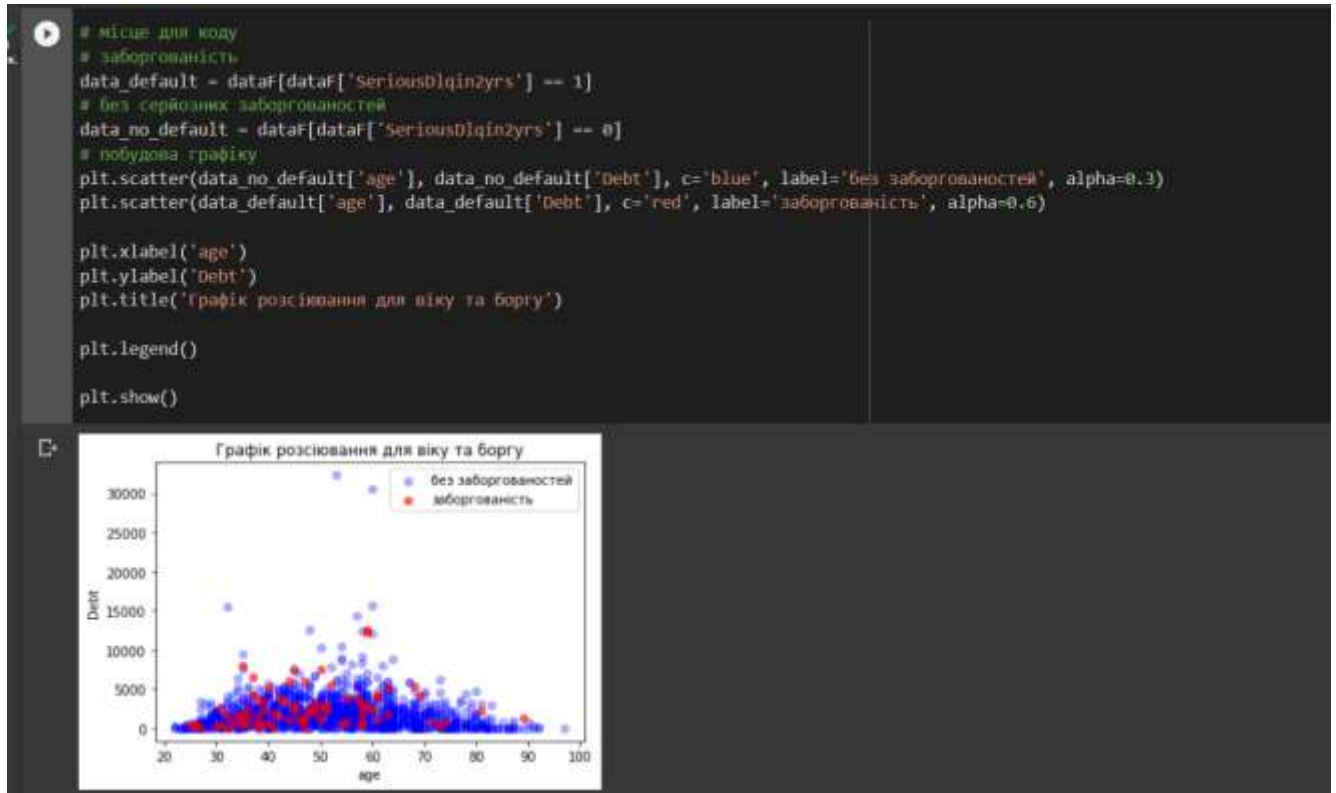 # місце для коду
# заборгованість
data_default = dataF[dataF['SeriousDlqin2yrs'] == 1]
# без серйозних заборгованостей
data_no_default = dataF[dataF['SeriousDlqin2yrs'] == 0]
# побудова графіку
plt.scatter(data_no_default['age'], data_no_default['Debt'], c='blue', label='без заборгованостей', alpha=0.3)
plt.scatter(data_default['age'], data_default['Debt'], c='red', label='заборгованість', alpha=0.6)
plt.xlabel('age')
plt.ylabel('Debt')
plt.title('Графік розсіювання для віку та боргу')
plt.legend()
plt.show()
Графік розсіювання для віку та боргу
без заборгованостей
заборгованість
30000
25000
20000
15000
10000
5000
0
Debt
20 30 40 50 60 70 80 90 100
age